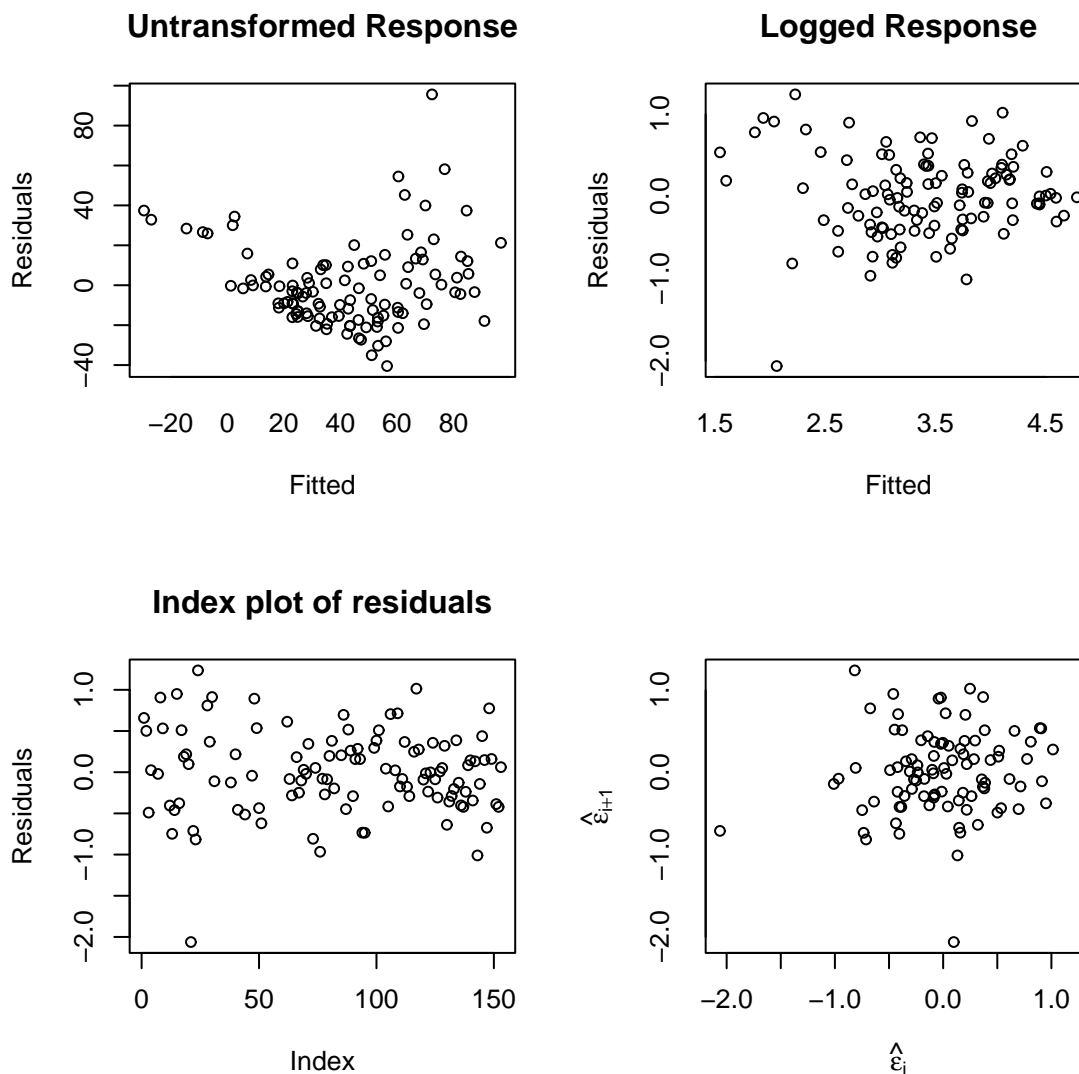 Untransformed Response
Residuals
80
40
0
−40
−20 0 20 40 60 80
Fitted
Logged Response
Residuals
1.0
0.0
−1.0
−2.0
1.5 2.5 3.5 4.5
Fitted
Index plot of residuals
Residuals
1.0
0.0
−1.0
−2.0
0 50 100 150
Index
ε̂i+1
1.0
0.0
−1.0
−2.0
−2.0 −1.0 0.0 1.0
ε̂i